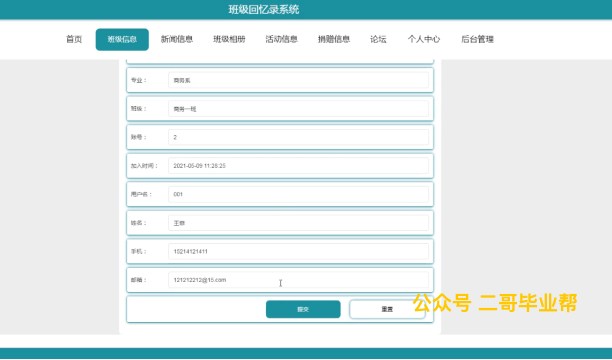 班级回忆录系统
首页 班级信息 新闻信息 班级相册 活动信息 捐赠信息 论坛 个人中心 后台管理
专业： 商务系
班级： 商务一班
账号： 2
加入时间： 2021-05-09 11:28:25
用户名： 001
姓名：
手机： 15214121411
邮箱： 121212212@15.com
提交 重置
公众号 二哥毕业帮